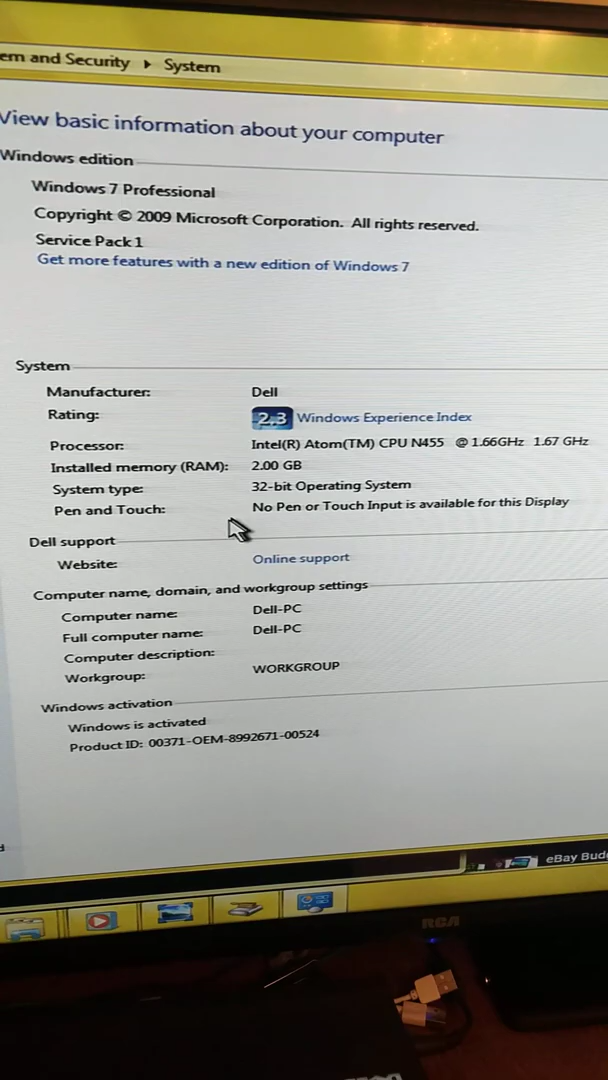 em and Security ▸ System
View basic information about your computer
Windows edition
Windows 7 Professional
Copyright © 2009 Microsoft Corporation. All rights reserved.
Service Pack 1
Get more features with a new edition of Windows 7
System
Manufacturer: Dell
Rating: 2.3 Windows Experience Index
Processor: Intel(R) Atom(TM) CPU N455 @ 1.66GHz 1.67 GHz
Installed memory (RAM): 2.00 GB
System type: 32-bit Operating System
Pen and Touch: No Pen or Touch Input is available for this Display
Dell support
Website: Online support
Computer name, domain, and workgroup settings
Computer name: Dell-PC
Full computer name: Dell-PC
Computer description:
Workgroup: WORKGROUP
Windows activation
Windows is activated
Product ID: 00371-OEM-8992671-00524
eBay Bud
RCA